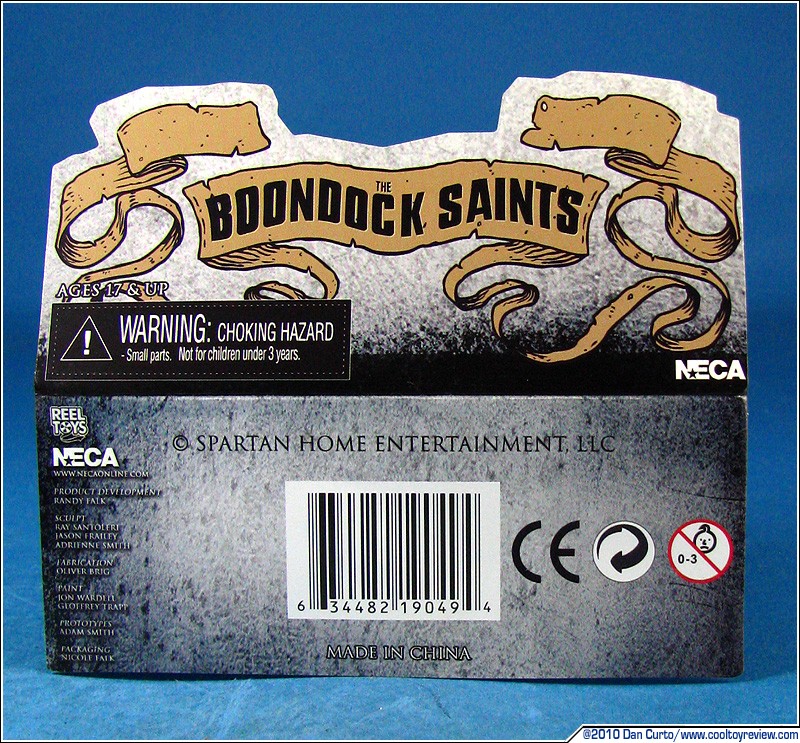 THE
BOONDOCK SAINTS
AGES 17 & UP
WARNING: CHOKING HAZARD
- Small parts. Not for children under 3 years.
NECA
REEL
TOYS
NECA
WWW.NECAONLINE.COM
© SPARTAN HOME ENTERTAINMENT, LLC
PRODUCT DEVELOPMENT
RANDY FALK
SCULPT
RAY SANTOLERI
JASON FRAILEY
ADRIENNE SMITH
FABRICATION
OLIVER BRIG
PAINT
JON WARDELL
GEOFFREY TRAPP
PROTOTYPES
ADAM SMITH
PACKAGING
NICOLE FALK
6 34482 19049 4
CE
0-3
MADE IN CHINA
©2010 Dan Curto/www.cooltoyreview.com